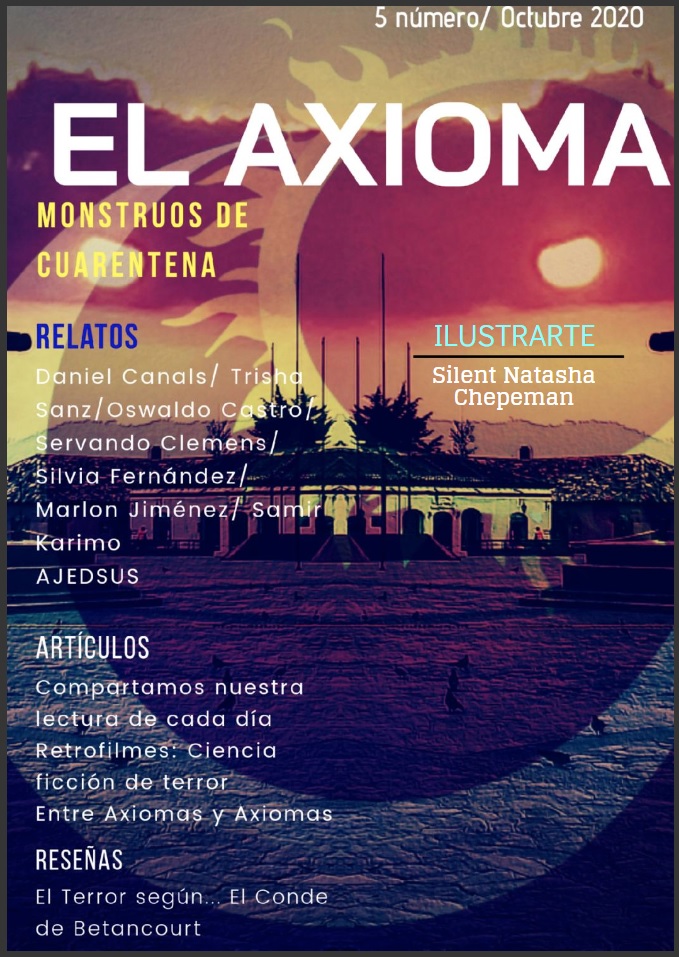 5 número/ Octubre 2020
EL AXIOMA
MONSTRUOS DE
CUARENTENA
RELATOS
Daniel Canals/ Trisha
Sanz/Oswaldo Castro/
Servando Clemens/
Silvia Fernández/
Marlon Jiménez/ Samir
Karimo
AJEDSUS
ILUSTRARTE
Silent Natasha
Chepeman
ARTÍCULOS
Compartamos nuestra
lectura de cada día
Retrofilmes: Ciencia
ficción de terror
Entre Axiomas y Axiomas
RESEÑAS
El Terror según... El Conde
de Betancourt